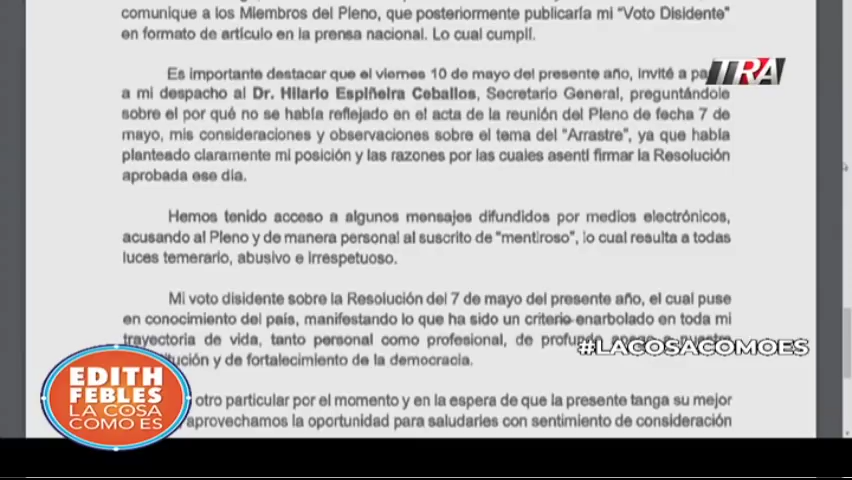 comunique a los Miembros del Pleno, que posteriormente publicaría mi "Voto Disidente"
en formato de artículo en la prensa nacional. Lo cual cumplí.
Es importante destacar que el viernes 10 de mayo del presente año, invité a
a mi despacho al Dr. Hilario Espiñeira Ceballos, Secretario General, preguntándole
sobre el por qué no se había reflejado en el acta de la reunión del Pleno de fecha 7 de
mayo, mis consideraciones y observaciones sobre el tema del "Arrastre", ya que había
planteado claramente mi posición y las razones por las cuales asentí firmar la Resolución
aprobada ese día.
Hemos tenido acceso a algunos mensajes difundidos por medios electrónicos,
acusando al Pleno y de manera personal al suscrito de "mentiroso", lo cual resulta a todas
luces temerario, abusivo e irrespetuoso.
Mi voto disidente sobre la Resolución del 7 de mayo del presente año, el cual puse
en conocimiento del país, manifestando lo que ha sido un criterio enarbolado en toda mi
trayectoria de vida, tanto personal como profesional, de
y de fortalecimiento de la democracia.
otro particular por el momento y en la espera de que la presente tanga su mejor
aprovechamos la oportunidad para saludarles con sentimiento de consideración
TRA
#LACOSACOMOES
EDITH
FEBLES
LA COSA
COMO ES